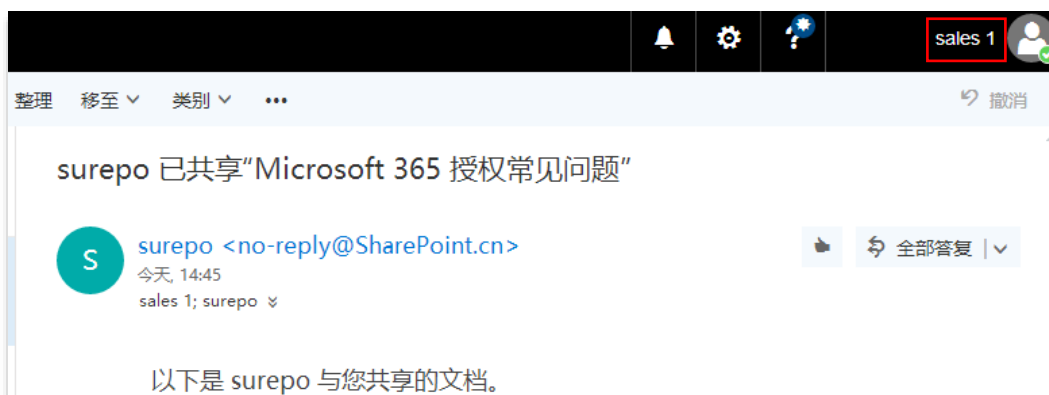 sales 1
整理 移至 类别 ••• 撤消
surepo 已共享“Microsoft 365 授权常见问题”
S
surepo <no-reply@SharePoint.cn>
全部答复
今天, 14:45
sales 1; surepo
以下是 surepo 与您共享的文档。